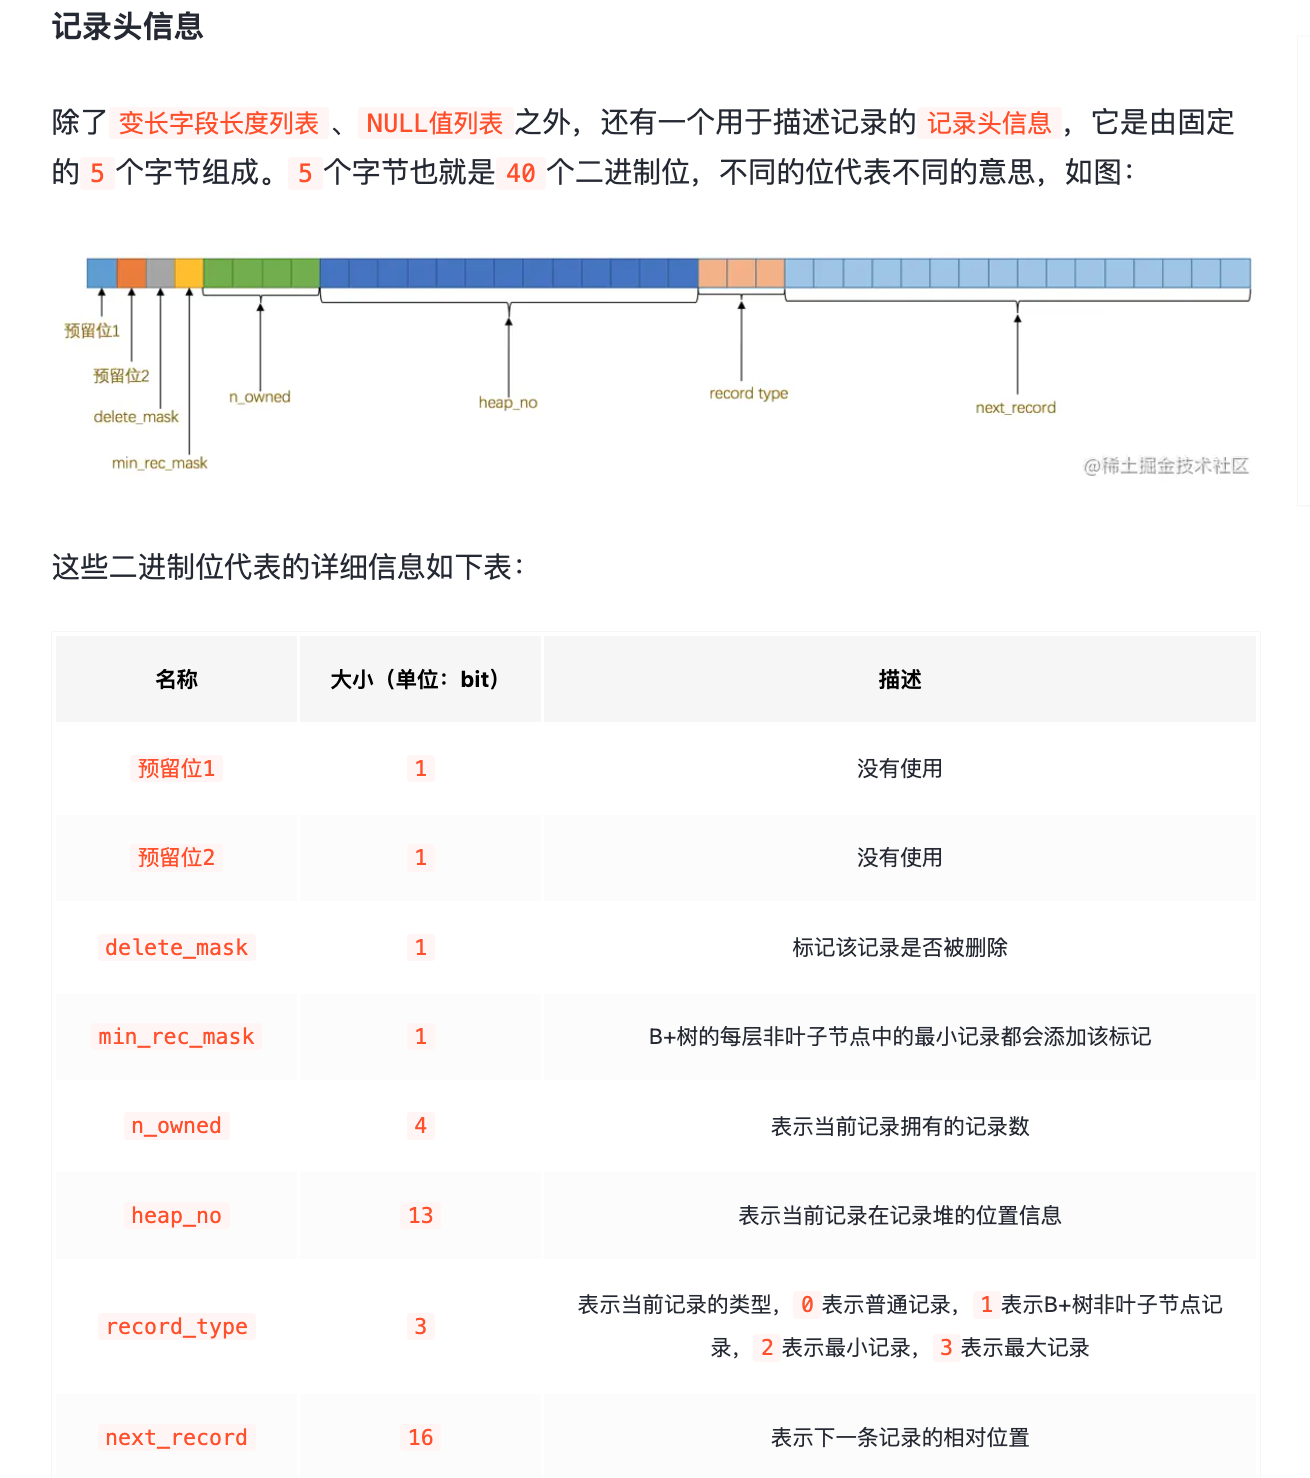 记录头信息
除了 变长字段长度列表 、 NULL值列表 之外，还有一个用于描述记录的 记录头信息 ，它是由固定
的 5 个字节组成。 5 个字节也就是 40 个二进制位，不同的位代表不同的意思，如图：
预留位1
预留位2
delete_mask
min_rec_mask
n_owned
heap_no
record type
next_record
@稀土掘金技术社区
这些二进制位代表的详细信息如下表：
名称 大小（单位：bit） 描述
预留位1 1 没有使用
预留位2 1 没有使用
delete_mask 1 标记该记录是否被删除
min_rec_mask 1 B+树的每层非叶子节点中的最小记录都会添加该标记
n_owned 4 表示当前记录拥有的记录数
heap_no 13 表示当前记录在记录堆的位置信息
record_type 3 表示当前记录的类型， 0 表示普通记录， 1 表示B+树非叶子节点记
录， 2 表示最小记录， 3 表示最大记录
next_record 16 表示下一条记录的相对位置